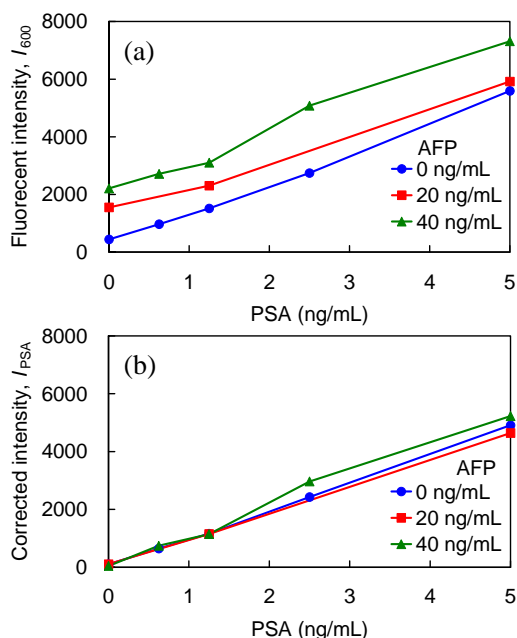 (a)
Fluorecent intensity, I600
8000
6000
4000
2000
0
AFP
0 ng/mL
20 ng/mL
40 ng/mL
0 1 2 3 4 5
PSA (ng/mL)
(b)
Corrected intensity, IPSA
8000
6000
4000
2000
0
AFP
0 ng/mL
20 ng/mL
40 ng/mL
0 1 2 3 4 5
PSA (ng/mL)